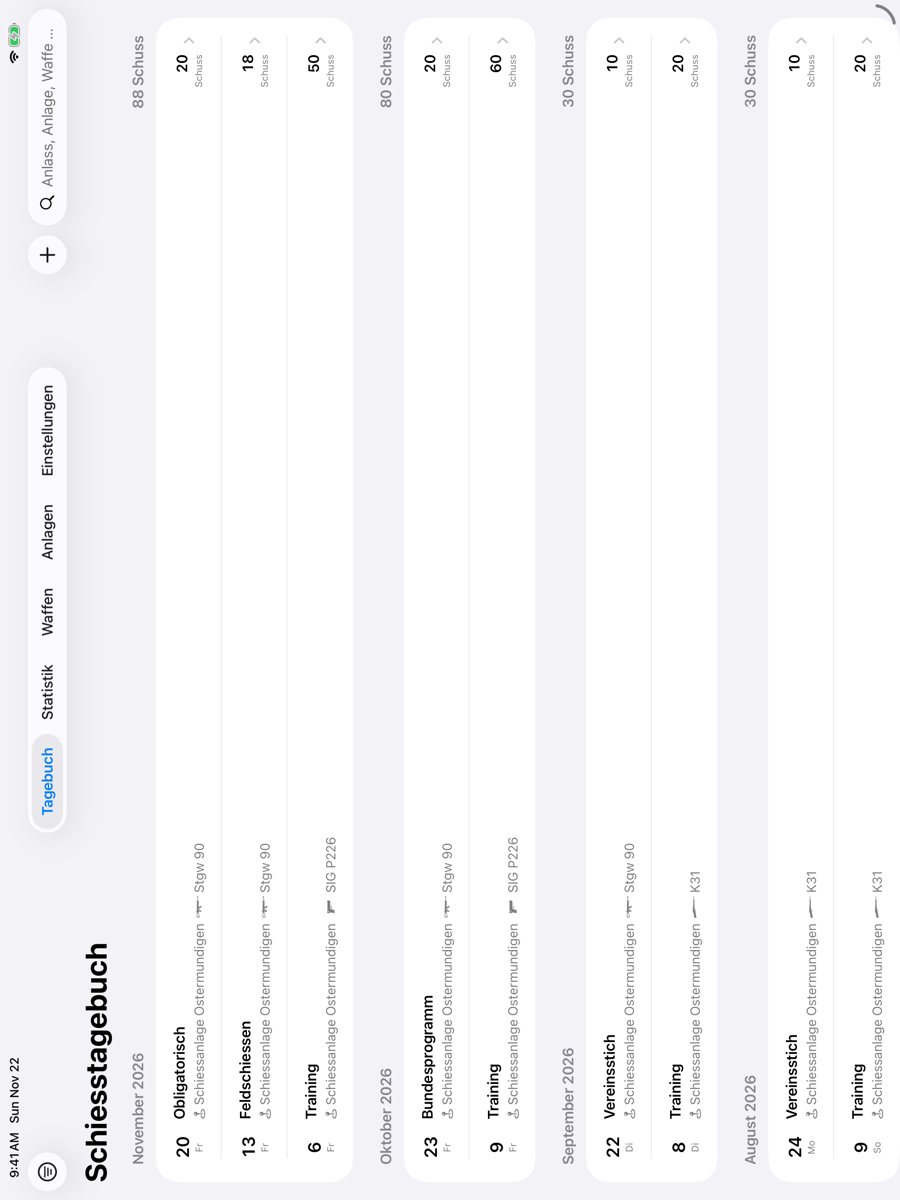 9:41 AM Sun Nov 22
Tagebuch Statistik Waffen Anlagen Einstellungen
Anlass, Anlage, Waffe ...
Schiesstagebuch
November 2026 88 Schuss
20 Obligatorisch 20
Fr Schiessanlage Ostermundigen Stgw 90 Schuss
13 Feldschiessen 18
Fr Schiessanlage Ostermundigen Stgw 90 Schuss
6 Training 50
Fr Schiessanlage Ostermundigen SIG P226 Schuss
Oktober 2026 80 Schuss
23 Bundesprogramm 20
Fr Schiessanlage Ostermundigen Stgw 90 Schuss
9 Training 60
Fr Schiessanlage Ostermundigen SIG P226 Schuss
September 2026 30 Schuss
22 Vereinsstich 10
Di Schiessanlage Ostermundigen Stgw 90 Schuss
8 Training 20
Di Schiessanlage Ostermundigen K31 Schuss
August 2026 30 Schuss
24 Vereinsstich 10
Mo Schiessanlage Ostermundigen K31 Schuss
9 Training 20
So Schiessanlage Ostermundigen K31 Schuss